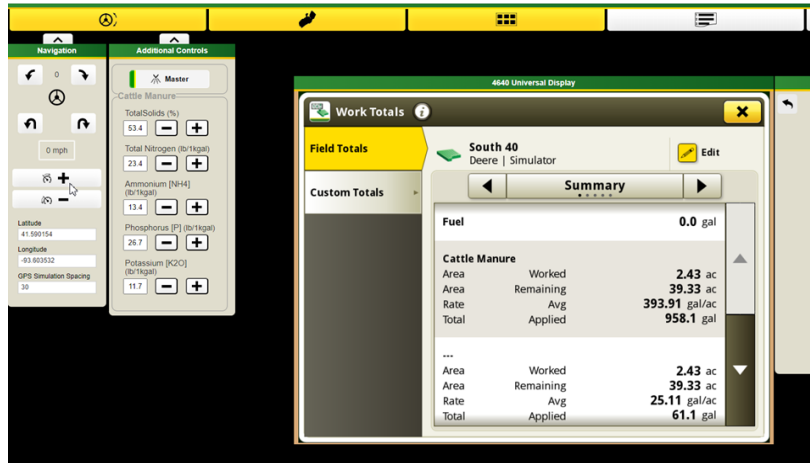 Navigation
0
0 mph
Latitude
41.590154
Longitude
-93.603532
GPS Simulation Spacing
30
Additional Controls
Master
Cattle Manure
TotalSolids (%)
53.4
Total Nitrogen (lb/1kgal)
23.4
Ammonium [NH4]
(lb/1kgal)
13.4
Phosphorus [P] (lb/1kgal)
26.7
Potassium [K2O]
(lb/1kgal)
11.7
4640 Universal Display
Work Totals
Field Totals
Custom Totals
South 40
Deere | Simulator
Edit
Summary
Fuel 0.0 gal
Cattle Manure
Area Worked 2.43 ac
Area Remaining 39.33 ac
Rate Avg 393.91 gal/ac
Total Applied 958.1 gal
---
Area Worked 2.43 ac
Area Remaining 39.33 ac
Rate Avg 25.11 gal/ac
Total Applied 61.1 gal